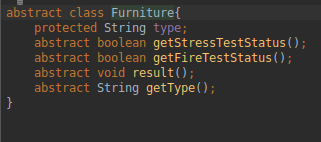 abstract class Furniture{
    protected String type;
    abstract boolean getStressTestStatus();
    abstract boolean getFireTestStatus();
    abstract void result();
    abstract String getType();
}